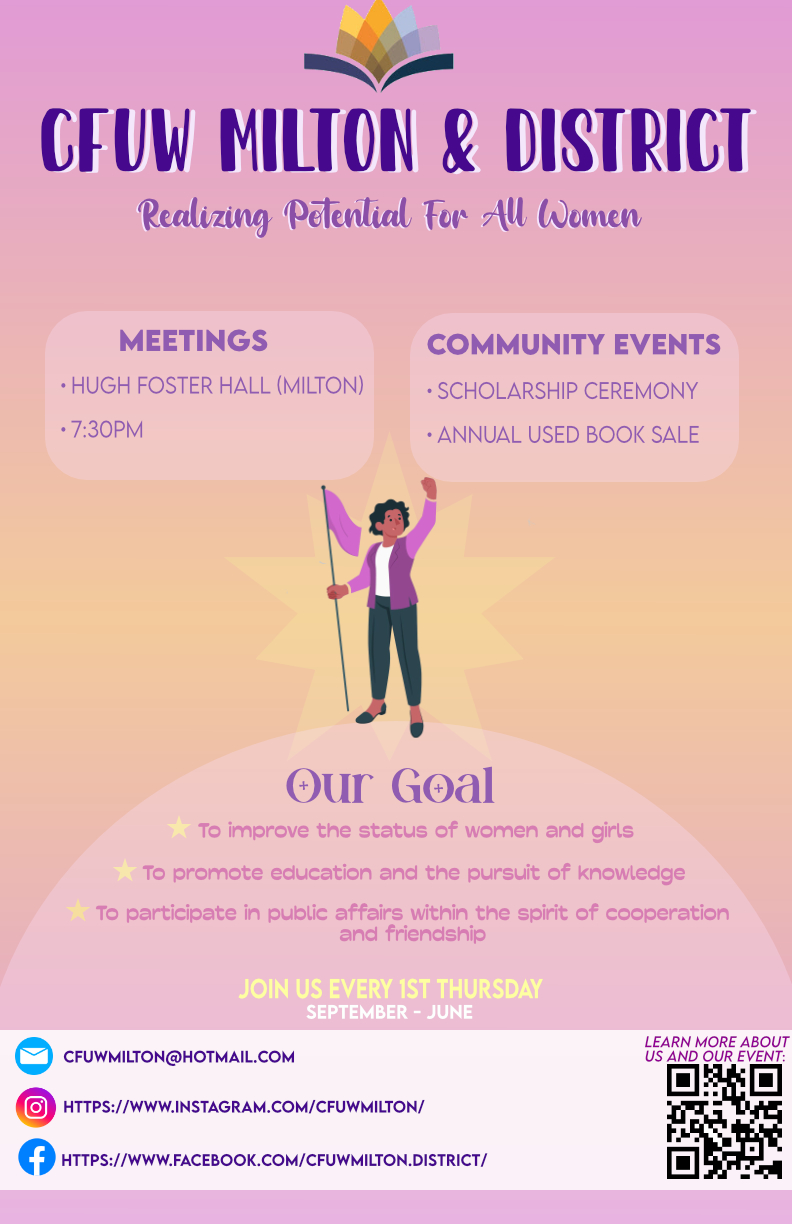 CFUW MILTON & DISTRICT
Realizing Potential For All Women
MEETINGS
• HUGH FOSTER HALL (MILTON)
• 7:30PM
COMMUNITY EVENTS
• SCHOLARSHIP CEREMONY
• ANNUAL USED BOOK SALE
Our Goal
To improve the status of women and girls
To promote education and the pursuit of knowledge
To participate in public affairs within the spirit of cooperation
and friendship
JOIN US EVERY 1ST THURSDAY
SEPTEMBER - JUNE
CFUWMILTON@HOTMAIL.COM
HTTPS://WWW.INSTAGRAM.COM/CFUWMILTON/
HTTPS://WWW.FACEBOOK.COM/CFUWMILTON.DISTRICT/
LEARN MORE ABOUT
US AND OUR EVENT: